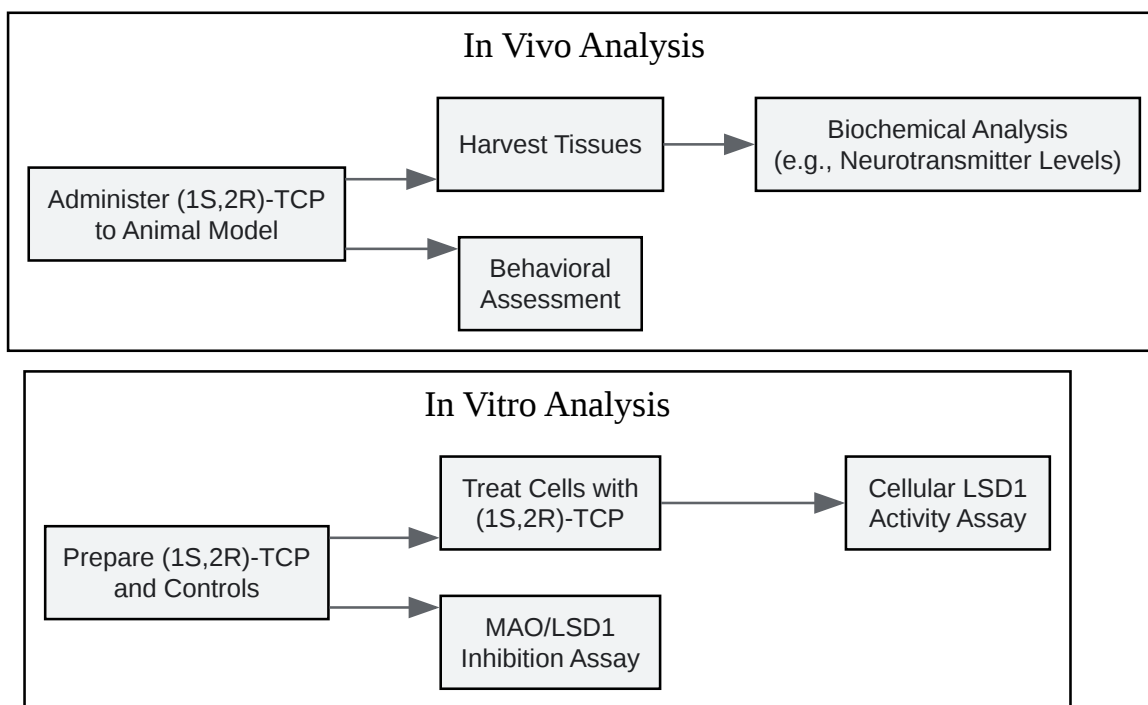 In Vivo Analysis
Harvest Tissues
Biochemical Analysis
(e.g., Neurotransmitter Levels)
Administer (1S,2R)-TCP
to Animal Model
Behavioral
Assessment
In Vitro Analysis
Treat Cells with
(1S,2R)-TCP
Cellular LSD1
Activity Assay
Prepare (1S,2R)-TCP
and Controls
MAO/LSD1
Inhibition Assay